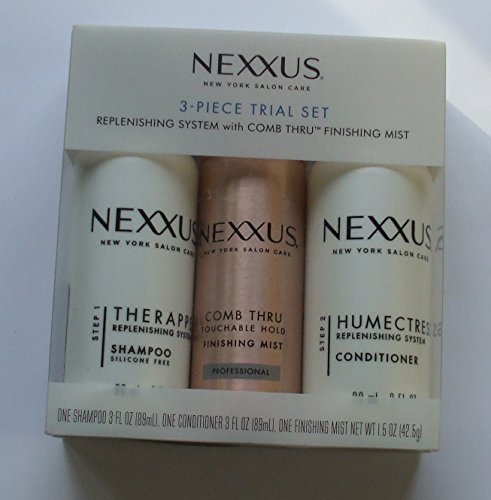 NEXXUS
NEW YORK SALON CARE
3-PIECE TRIAL SET
REPLENISHING SYSTEM with COMB THRU™ FINISHING MIST
NEXXUS
NEW YORK SALON CARE
STEP 1
THERAPP
REPLENISHING SYSTEM
SHAMPOO
SILICONE FREE
NEXXUS
NEW YORK SALON CARE
COMB THRU
TOUCHABLE HOLD
FINISHING MIST
PROFESSIONAL
NEXXUS
NEW YORK SALON CARE
STEP 2
HUMECTRES
REPLENISHING SYSTEM
CONDITIONER
ONE SHAMPOO 3 FL OZ (89mL), ONE CONDITIONER 3 FL OZ (89mL), ONE FINISHING MIST NET WT 1.5 OZ (42.5g)